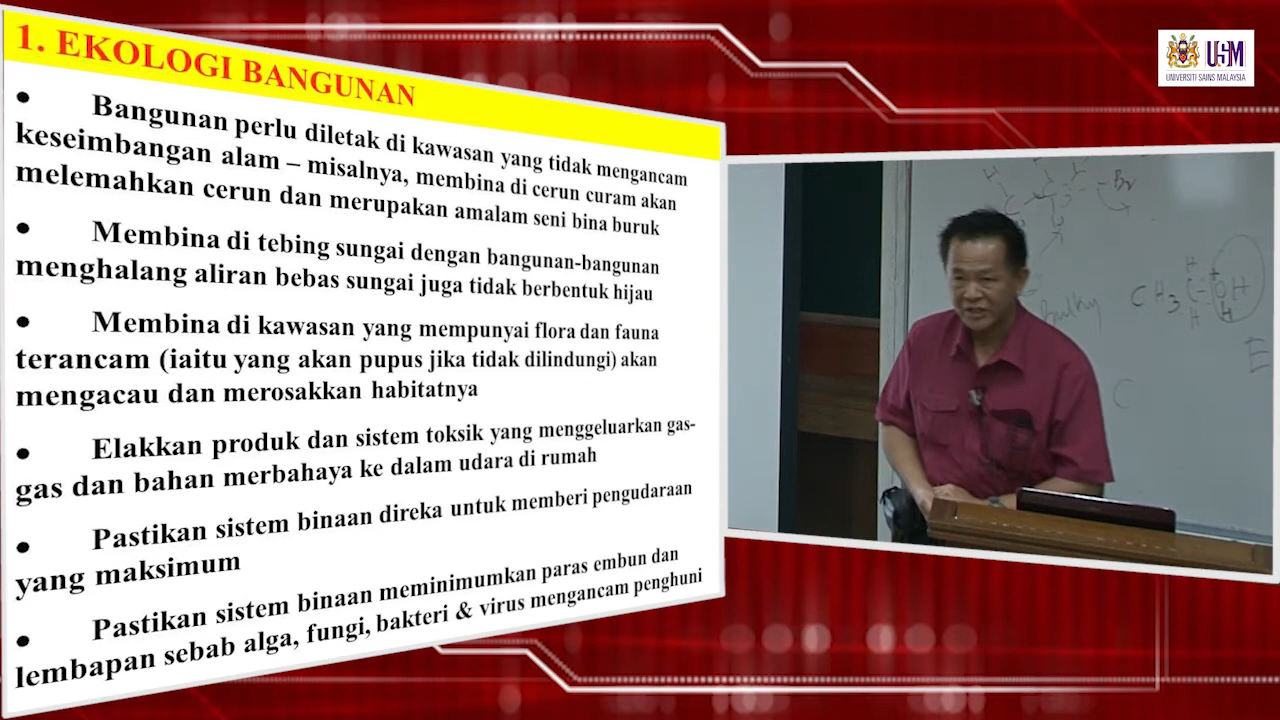 1. EKOLOGI BANGUNAN
• Bangunan perlu diletak di kawasan yang tidak mengancam
keseimbangan alam – misalnya, membina di cerun curam akan
melemahkan cerun dan merupakan amalam seni bina buruk
• Membina di tebing sungai dengan bangunan-bangunan
menghalang aliran bebas sungai juga tidak berbentuk hijau
• Membina di kawasan yang mempunyai flora dan fauna
terancam (iaitu yang akan pupus jika tidak dilindungi) akan
mengacau dan merosakkan habitatnya
• Elakkan produk dan sistem toksik yang menggeluarkan gas-
gas dan bahan merbahaya ke dalam udara di rumah
• Pastikan sistem binaan direka untuk memberi pengudaraan
yang maksimum
• Pastikan sistem binaan meminimumkan paras embun dan
lembapan sebab alga, fungi, bakteri & virus mengancam penghuni
USM
UNIVERSITI SAINS MALAYSIA
Br
H
CH3 C – OH
H H
Bulky
E
C